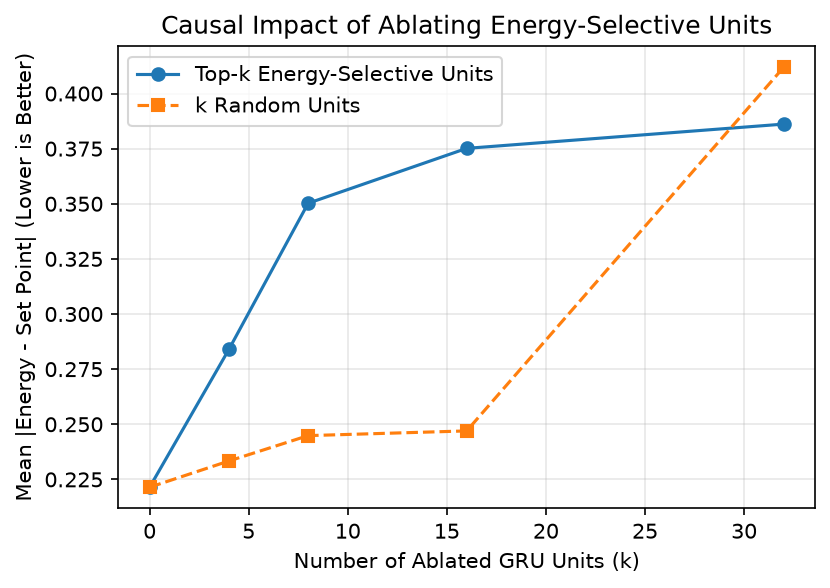 Causal Impact of Ablating Energy-Selective Units
Top-k Energy-Selective Units
k Random Units
Mean |Energy - Set Point| (Lower is Better)
0.400
0.375
0.350
0.325
0.300
0.275
0.250
0.225
0 5 10 15 20 25 30
Number of Ablated GRU Units (k)